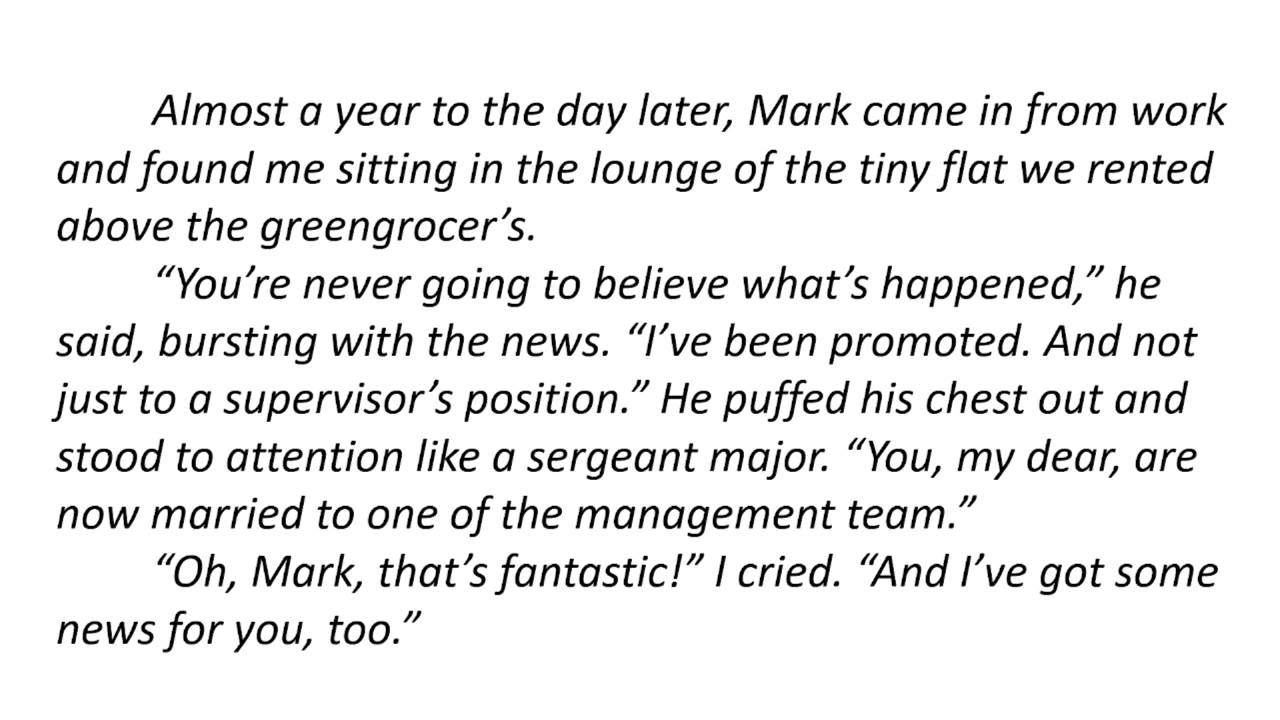 Almost a year to the day later, Mark came in from work
and found me sitting in the lounge of the tiny flat we rented
above the greengrocer’s.
“You’re never going to believe what’s happened,” he
said, bursting with the news. “I’ve been promoted. And not
just to a supervisor’s position.” He puffed his chest out and
stood to attention like a sergeant major. “You, my dear, are
now married to one of the management team.”
“Oh, Mark, that’s fantastic!” I cried. “And I’ve got some
news for you, too.”